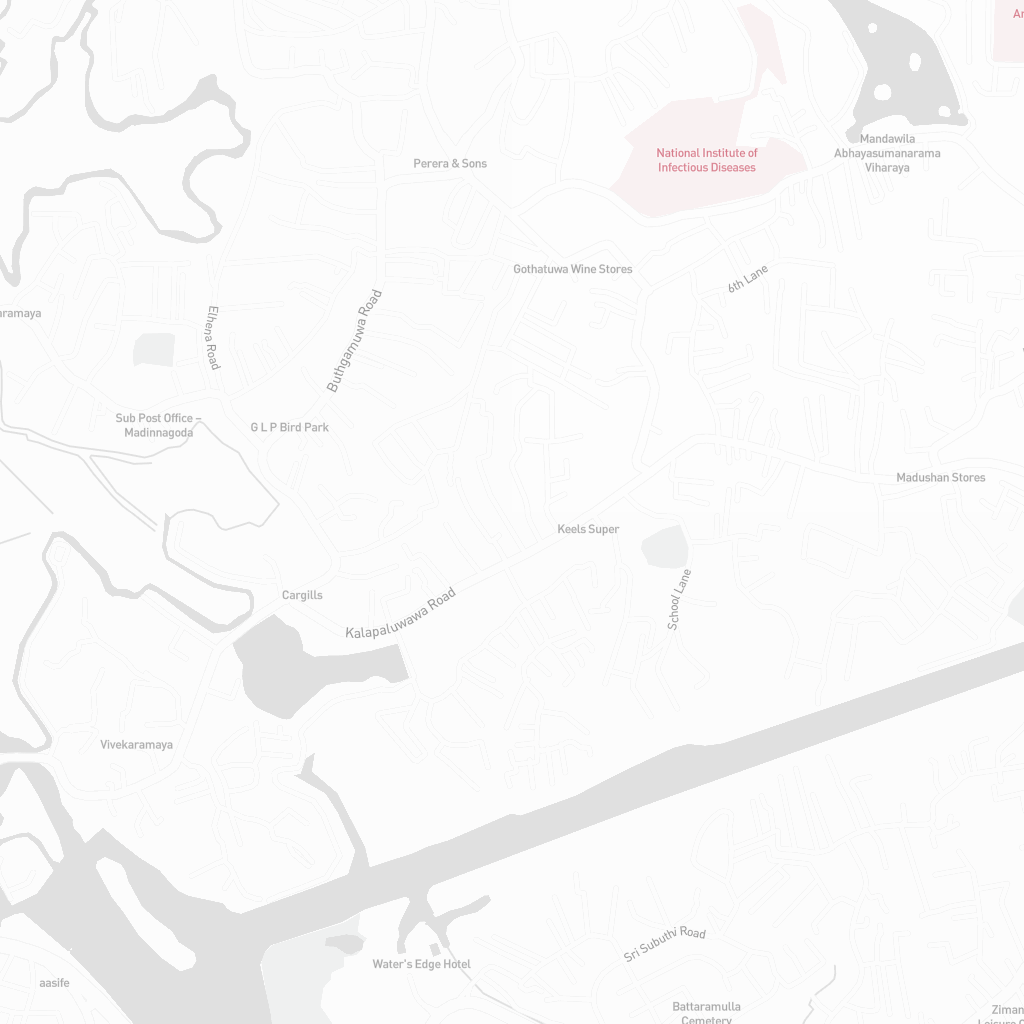 Perera & Sons
National Institute of
Infectious Diseases
Mandawila
Abhayasumanarama
Viharaya
Gothatuwa Wine Stores
6th Lane
Elhena Road
Buthgamuwa Road
Sub Post Office –
Madinnagoda
G L P Bird Park
Madushan Stores
Keels Super
School Lane
Cargills
Kalapaluwawa Road
Vivekaramaya
Sri Subuthi Road
Water's Edge Hotel
aasife
Battaramulla
Cemetery